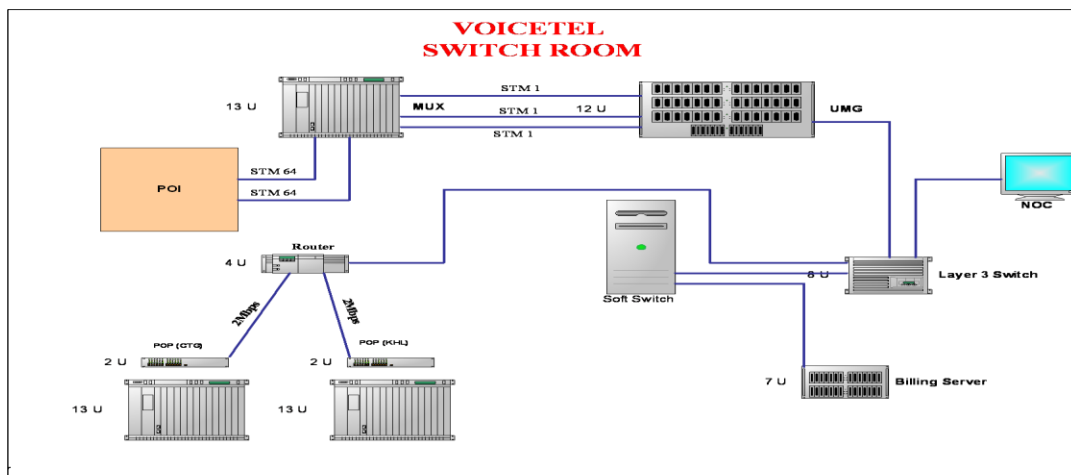 VOICETEL
SWITCH ROOM
STM 1
13 U
MUX
STM 1
12 U
UMG
STM 1
STM 64
POI
STM 64
NOC
Router
4 U
8 U
Layer 3 Switch
Soft Switch
2Mbps
2Mbps
POP (CTG)
POP (KHL)
2 U
2 U
7 U
Billing Server
13 U
13 U